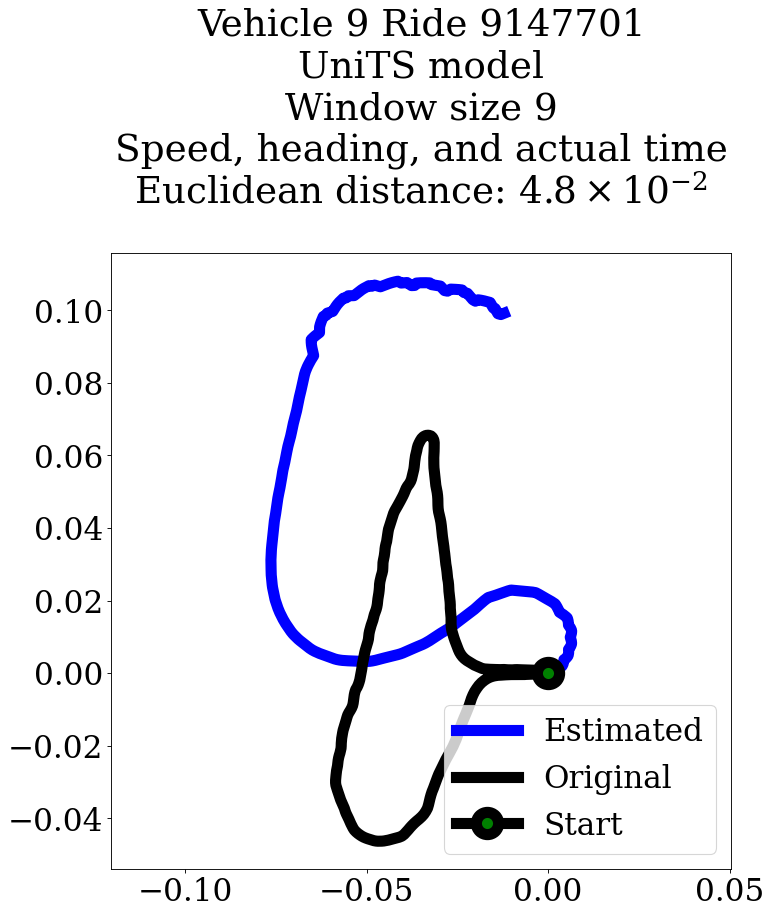 Vehicle 9 Ride 9147701
UniTS model
Window size 9
Speed, heading, and actual time
Euclidean distance: 4.8 × 10⁻²
0.10
0.08
0.06
0.04
0.02
0.00
−0.02
−0.04
Estimated
Original
Start
−0.10
−0.05
0.00
0.05